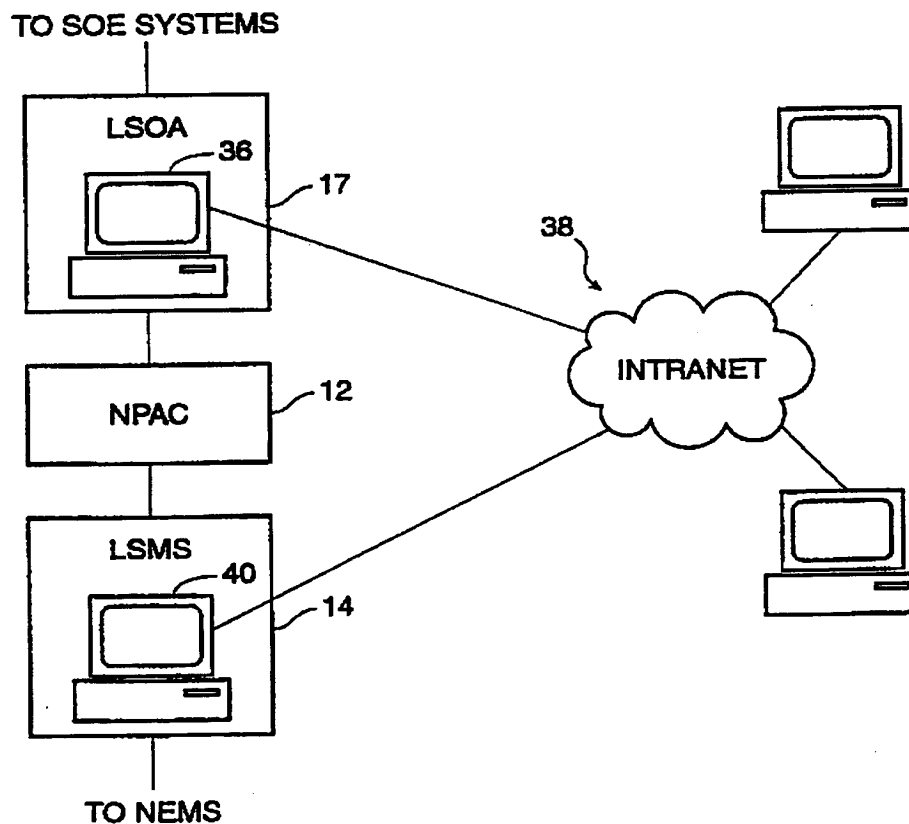 TO SOE SYSTEMS
LSOA
36
17
38
INTRANET
NPAC
12
LSMS
40
14
TO NEMS